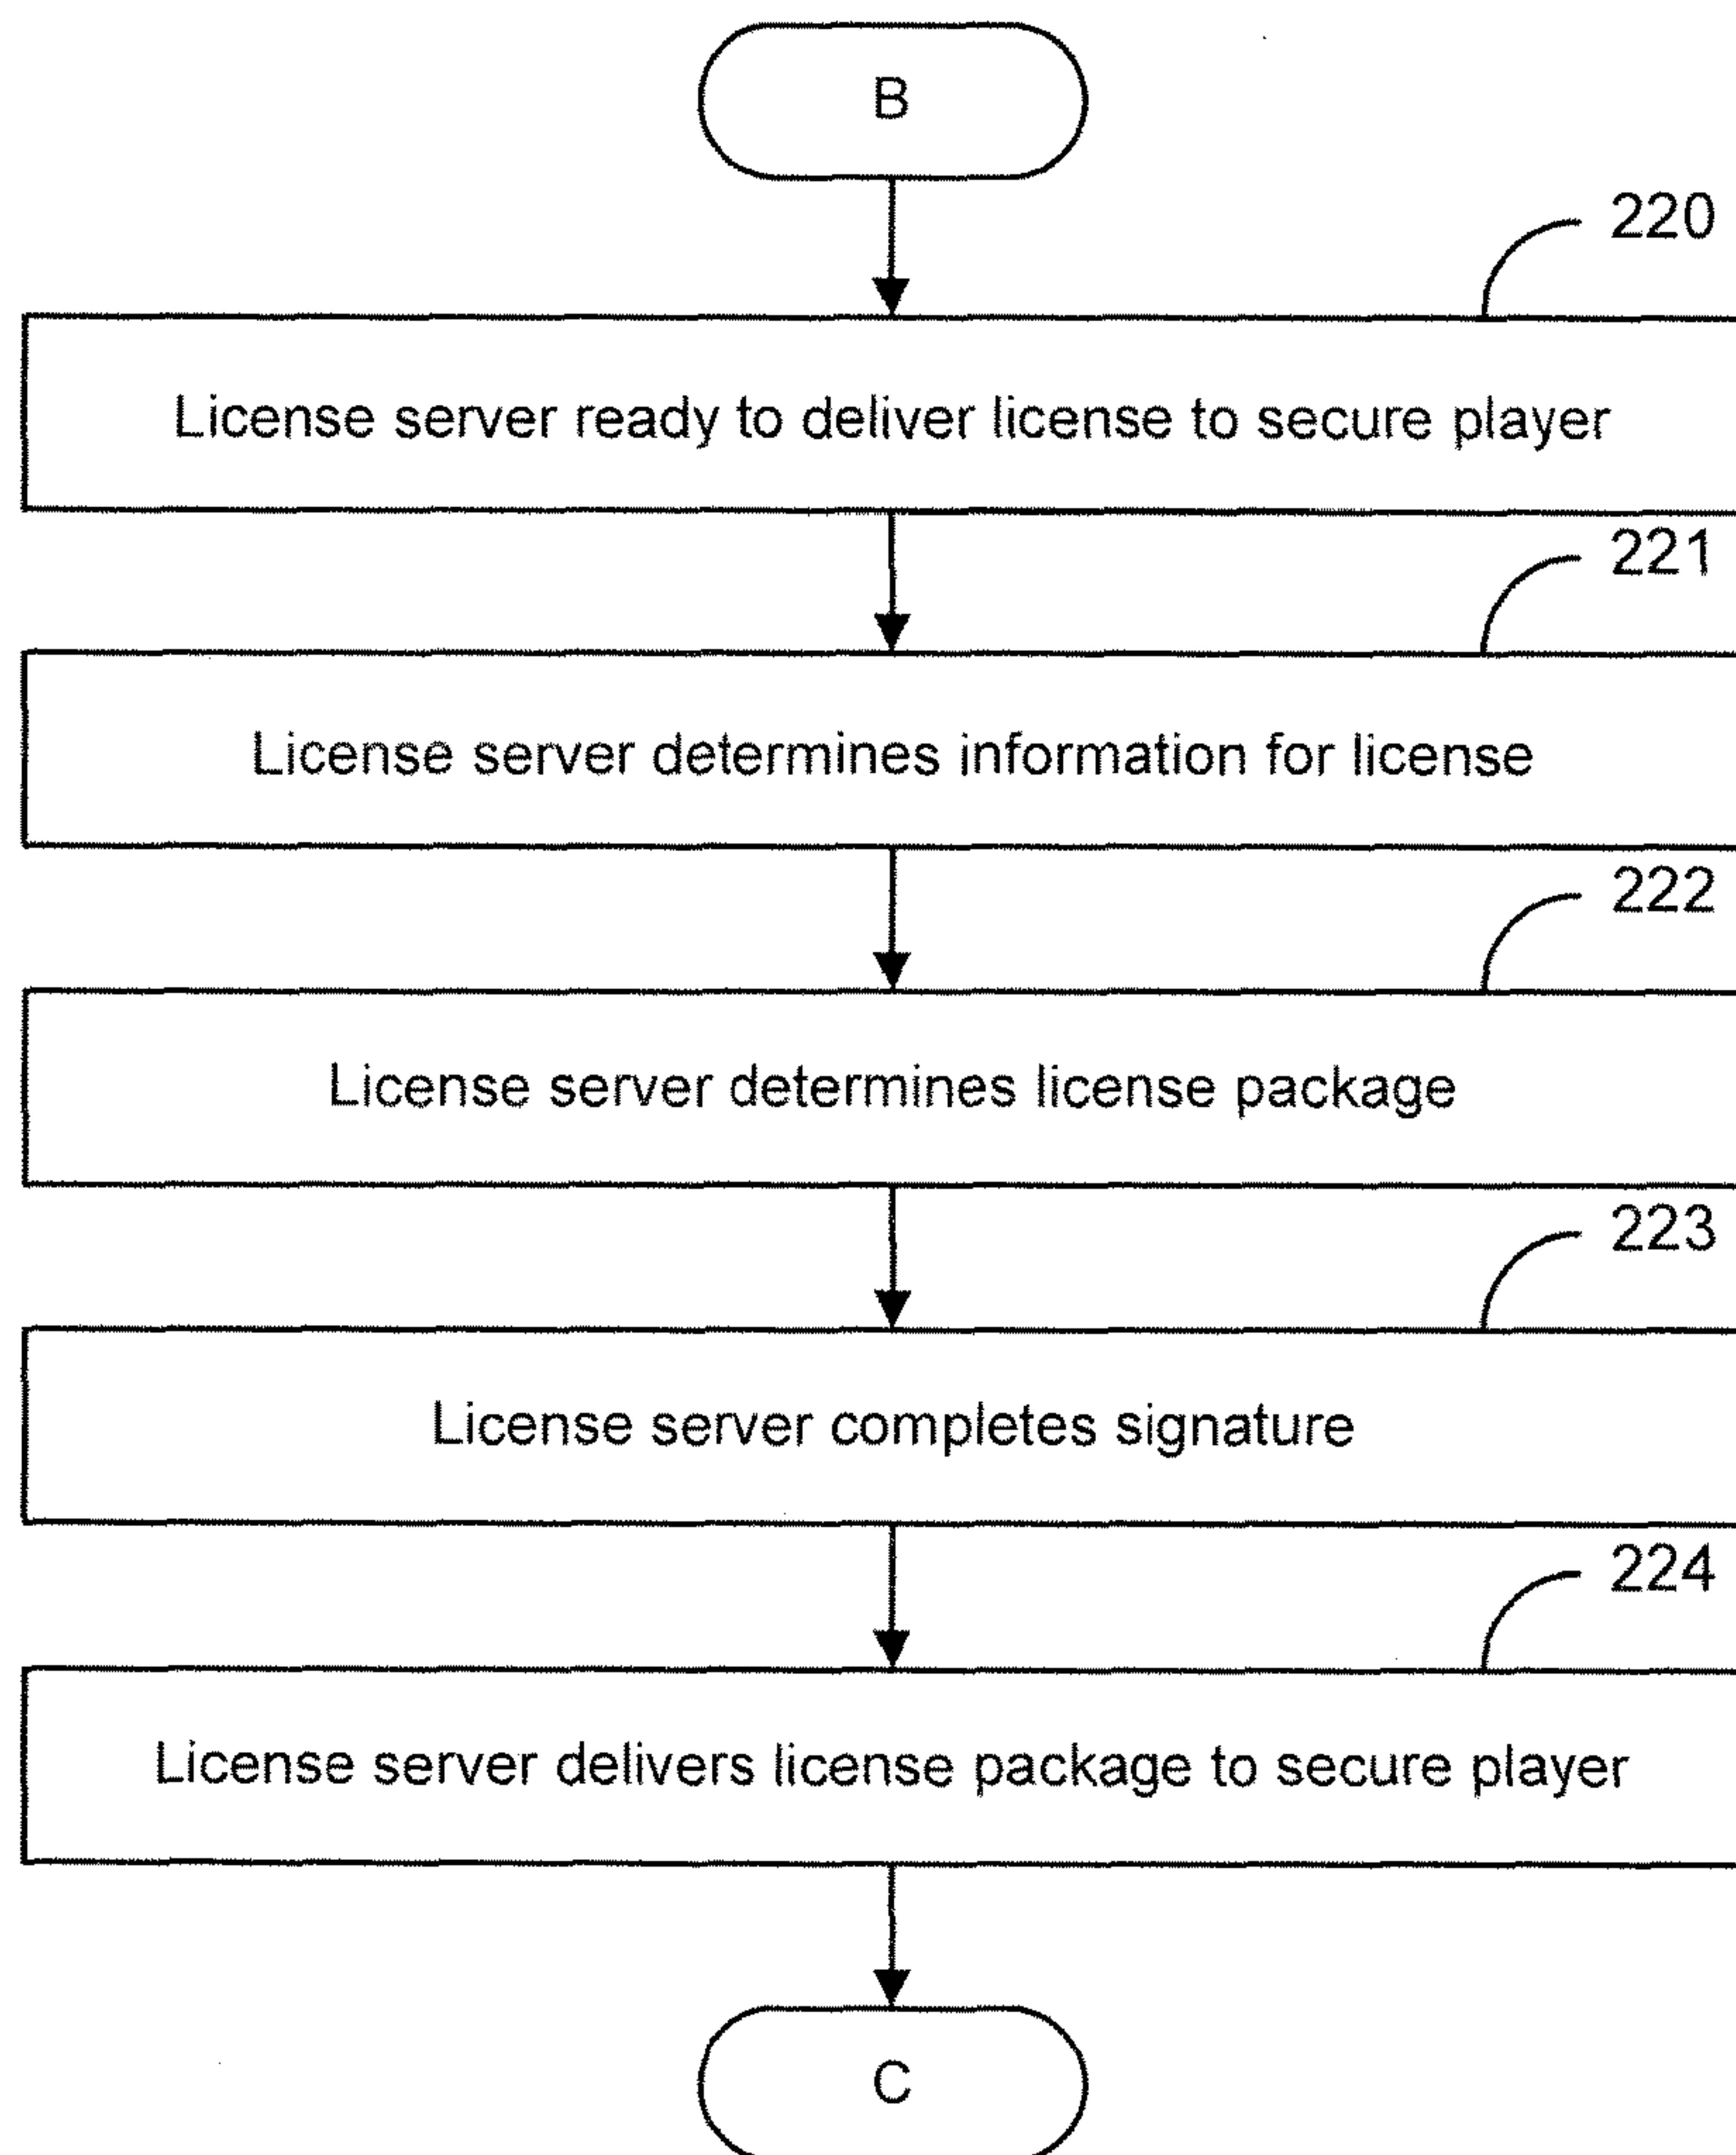 B
220
License server ready to deliver license to secure player
221
License server determines information for license
222
License server determines license package
223
License server completes signature
224
License server delivers license package to secure player
C